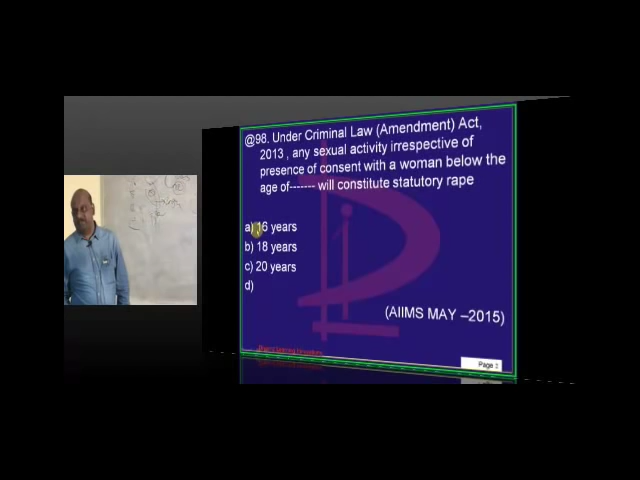 @98. Under Criminal Law (Amendment) Act,
2013 , any sexual activity irrespective of
presence of consent with a woman below the
age of------- will constitute statutory rape
a) 16 years
b) 18 years
c) 20 years
d)
(AIIMS MAY –2015)
Page